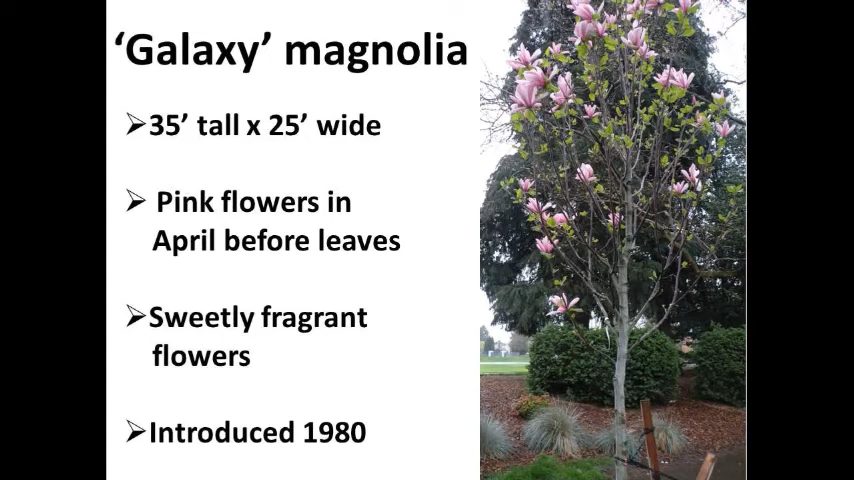 ‘Galaxy’ magnolia
➢35’ tall x 25’ wide
➢ Pink flowers in
April before leaves
➢Sweetly fragrant
flowers
➢Introduced 1980